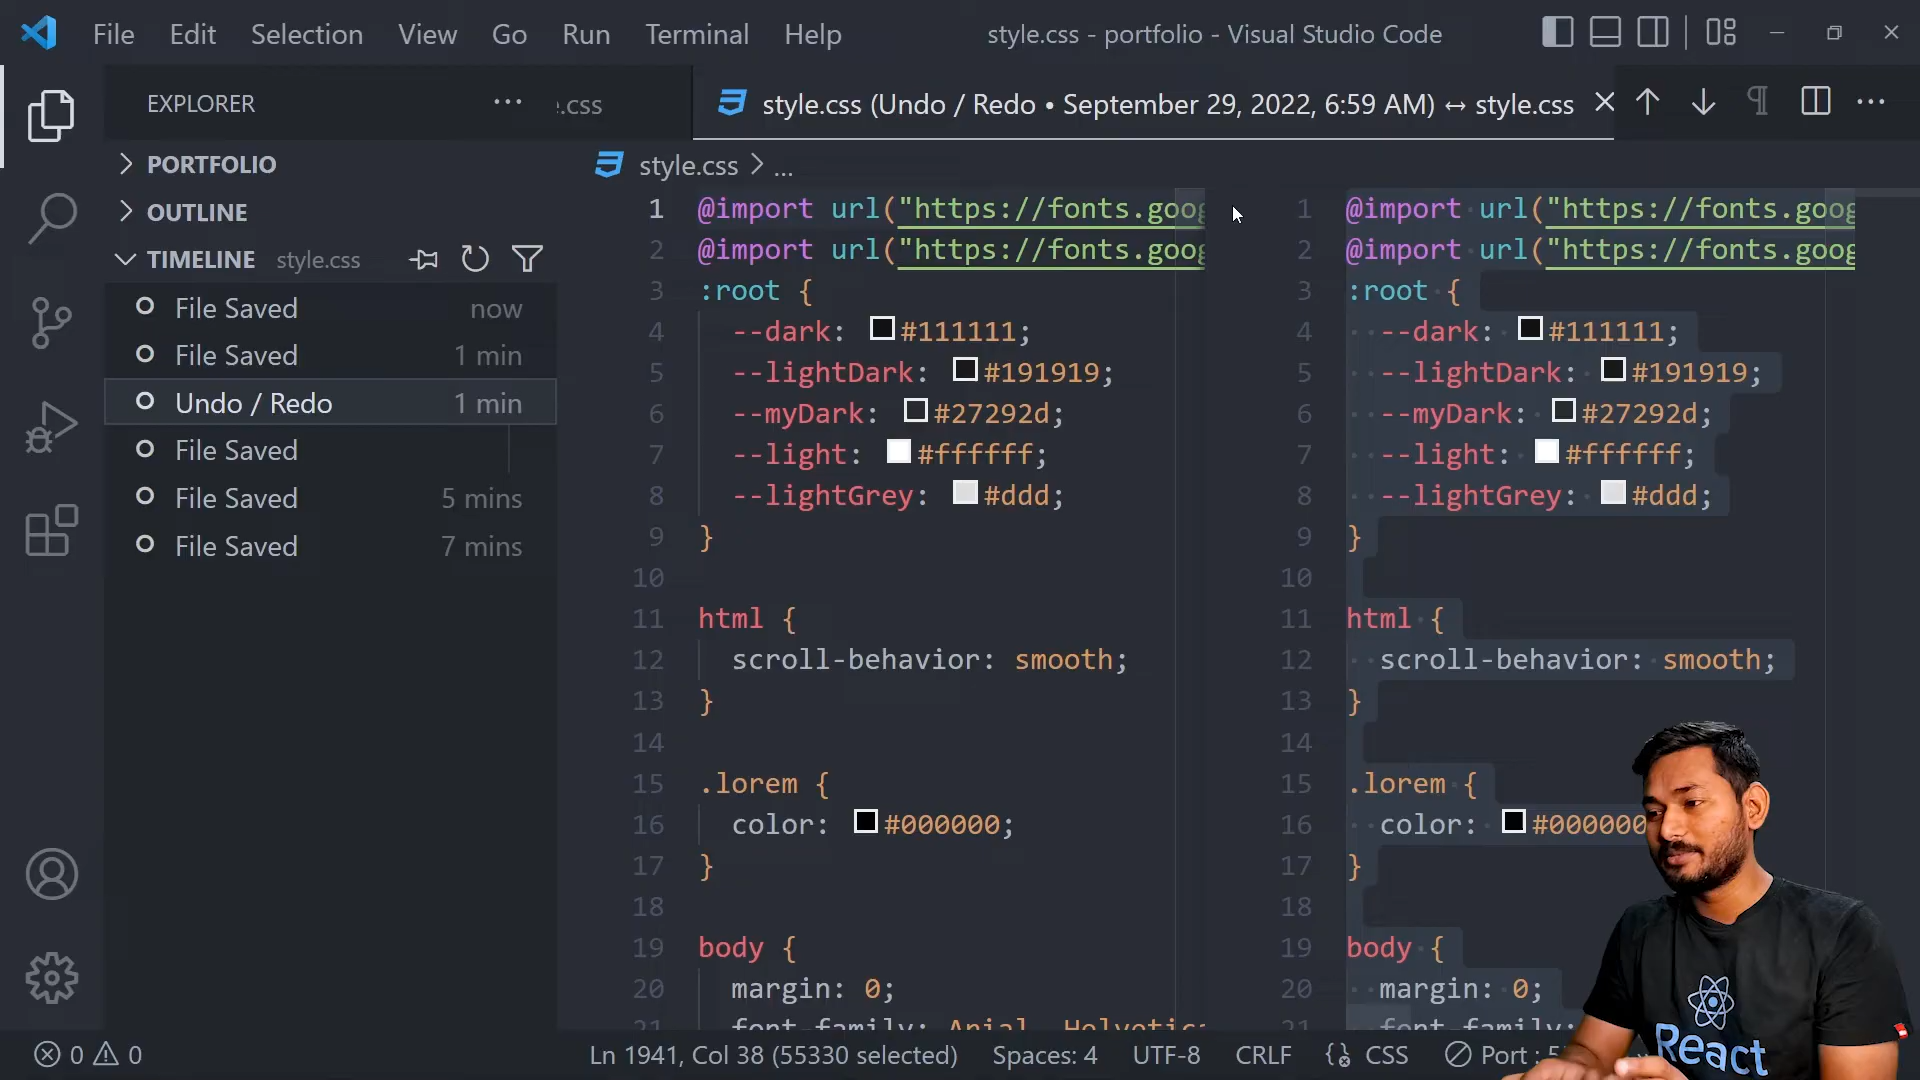 File Edit Selection View Go Run Terminal Help style.css - portfolio - Visual Studio Code
EXPLORER ··· .css style.css (Undo / Redo • September 29, 2022, 6:59 AM) ↔ style.css
PORTFOLIO
OUTLINE
TIMELINE style.css
File Saved now
File Saved 1 min
Undo / Redo 1 min
File Saved
File Saved 5 mins
File Saved 7 mins
style.css > ...
1 @import url("https://fonts.goog
2 @import url("https://fonts.goog
3 :root {
4 --dark: #111111;
5 --lightDark: #191919;
6 --myDark: #27292d;
7 --light: #ffffff;
8 --lightGrey: #ddd;
9 }
10
11 html {
12 scroll-behavior: smooth;
13 }
14
15 .lorem {
16 color: #000000;
17 }
18
19 body {
20 margin: 0;
21 font-family: Arial, Helvetica
1 @import url("https://fonts.goog
2 @import url("https://fonts.goog
3 :root {
4 --dark: #111111;
5 --lightDark: #191919;
6 --myDark: #27292d;
7 --light: #ffffff;
8 --lightGrey: #ddd;
9 }
10
11 html {
12 scroll-behavior: smooth;
13 }
14
15 .lorem {
16 color: #000000
17 }
18
19 body {
20 margin: 0;
21 font-family:
0 0 Ln 1941, Col 38 (55330 selected) Spaces: 4 UTF-8 CRLF CSS Port : 5
React